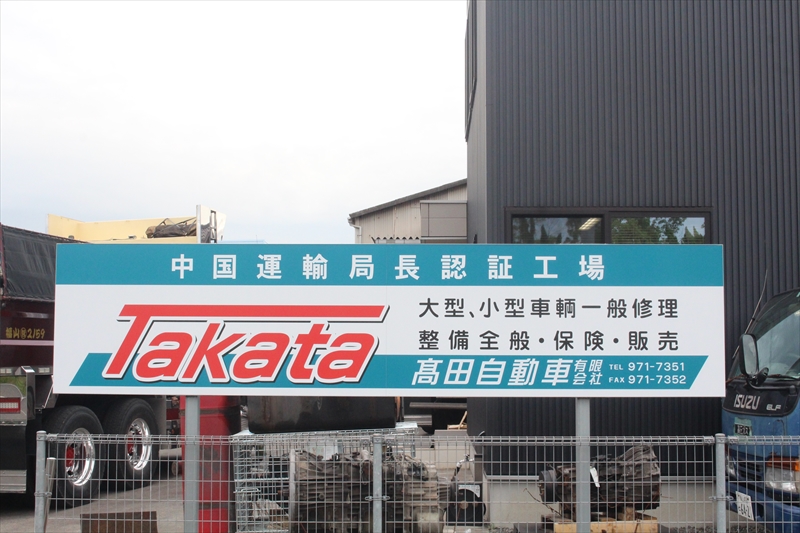 中国運輸局長認証工場
Takata
大型、小型車輌一般修理
整備全般・保険・販売
髙田自動車有限会社
TEL 971-7351
FAX 971-7352
ISUZU
ELF